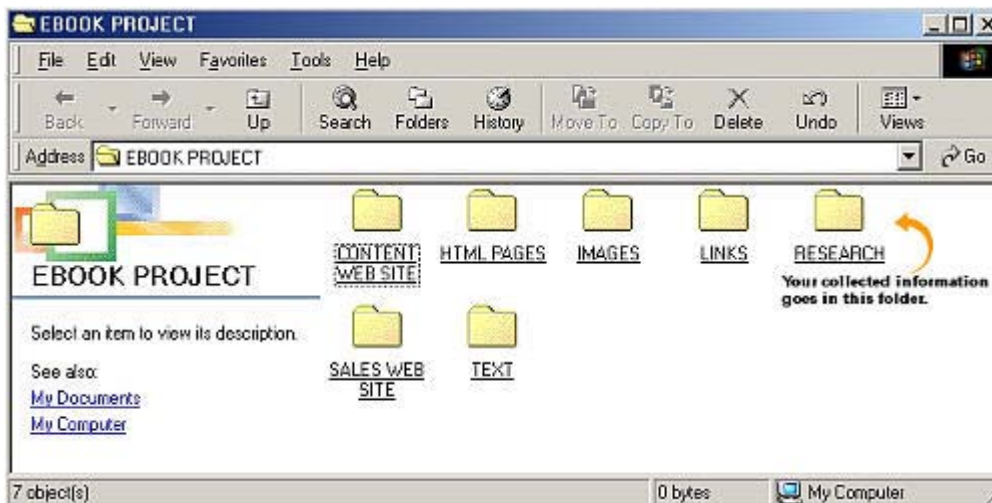 EBOOK PROJECT
File Edit View Favorites Tools Help
Back Forward Up Search Folders History Move To Copy To Delete Undo Views
Address EBOOK PROJECT Go
EBOOK PROJECT
Select an item to view its description.
See also:
My Documents
My Computer
CONTENT
WEB SITE
HTML PAGES
IMAGES
LINKS
RESEARCH
Your collected information
goes in this folder.
SALES WEB
SITE
TEXT
7 object(s) 0 bytes My Computer